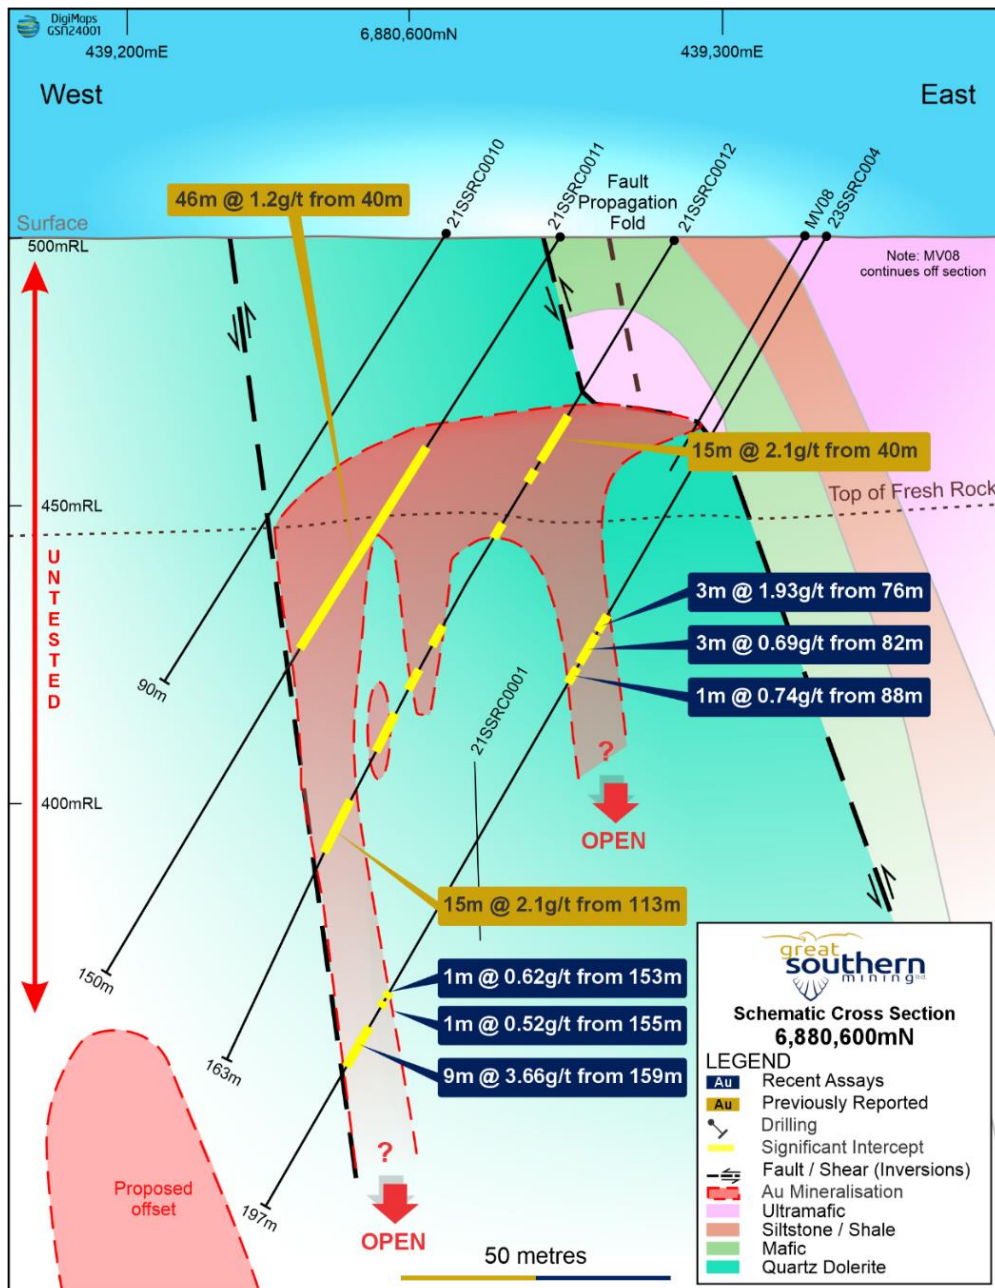 DigiMaps
GSN24001
6,880,600mN
439,200mE
439,300mE
West
East
46m @ 1.2g/t from 40m
21SSRC0010
21SSRC0011
Fault
Propagation
Fold
21SSRC0012
MV08
23SSRC004
Surface
500mRL
Note: MV08
continues off section
15m @ 2.1g/t from 40m
450mRL
Top of Fresh Rock
UNTESTED
3m @ 1.93g/t from 76m
3m @ 0.69g/t from 82m
1m @ 0.74g/t from 88m
90m
21SSRC0001
?
OPEN
400mRL
15m @ 2.1g/t from 113m
150m
1m @ 0.62g/t from 153m
1m @ 0.52g/t from 155m
9m @ 3.66g/t from 159m
163m
?
OPEN
197m
Proposed
offset
50 metres
great
southern
mining ltd.
Schematic Cross Section
6,880,600mN
LEGEND
Au Recent Assays
Au Previously Reported
Drilling
Significant Intercept
Fault / Shear (Inversions)
Au Mineralisation
Ultramafic
Siltstone / Shale
Mafic
Quartz Dolerite